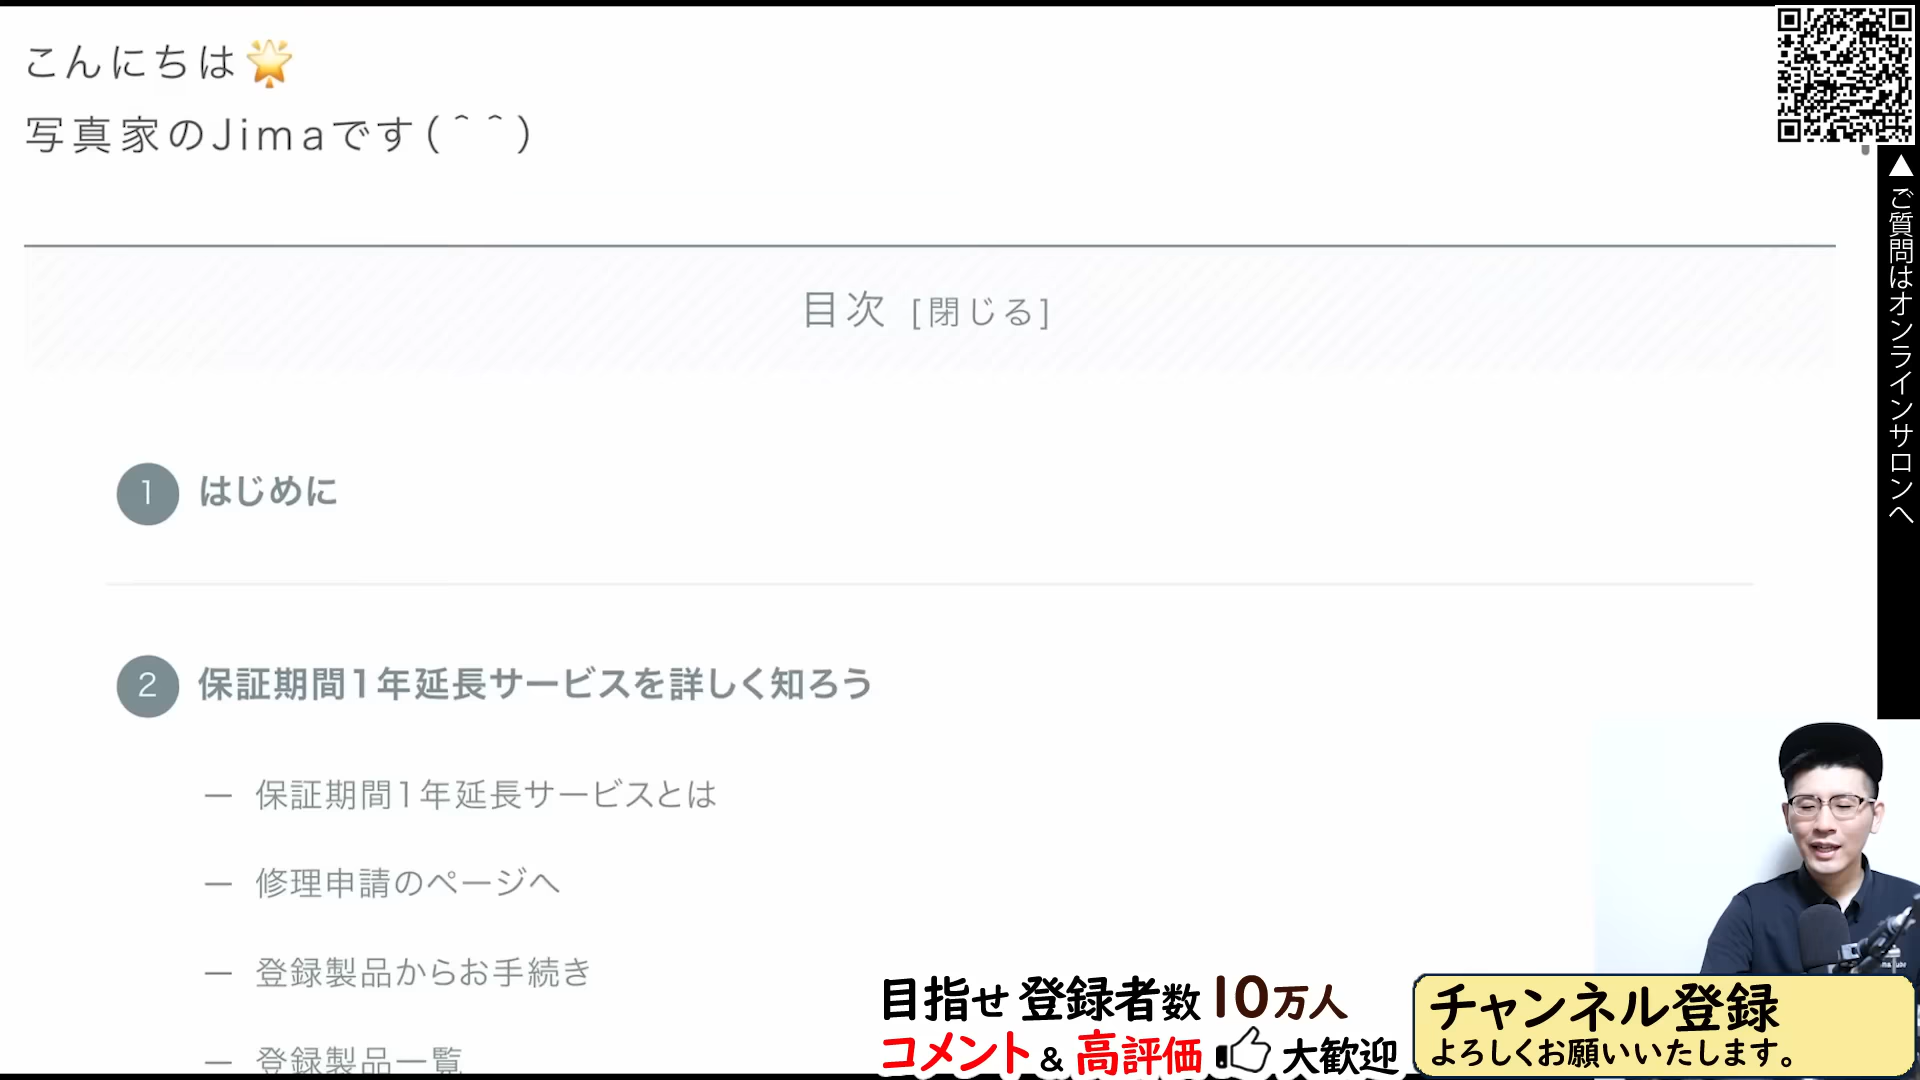 こんにちは🌟
写真家のJimaです(＾＾)
目次 [閉じる]
1 はじめに
2 保証期間1年延長サービスを詳しく知ろう
— 保証期間1年延長サービスとは
— 修理申請のページへ
— 登録製品からお手続き
— 登録製品一覧
▲ご質問はオンラインサロンへ
目指せ 登録者数 10万人
コメント & 高評価 大歓迎
チャンネル登録
よろしくお願いいたします。